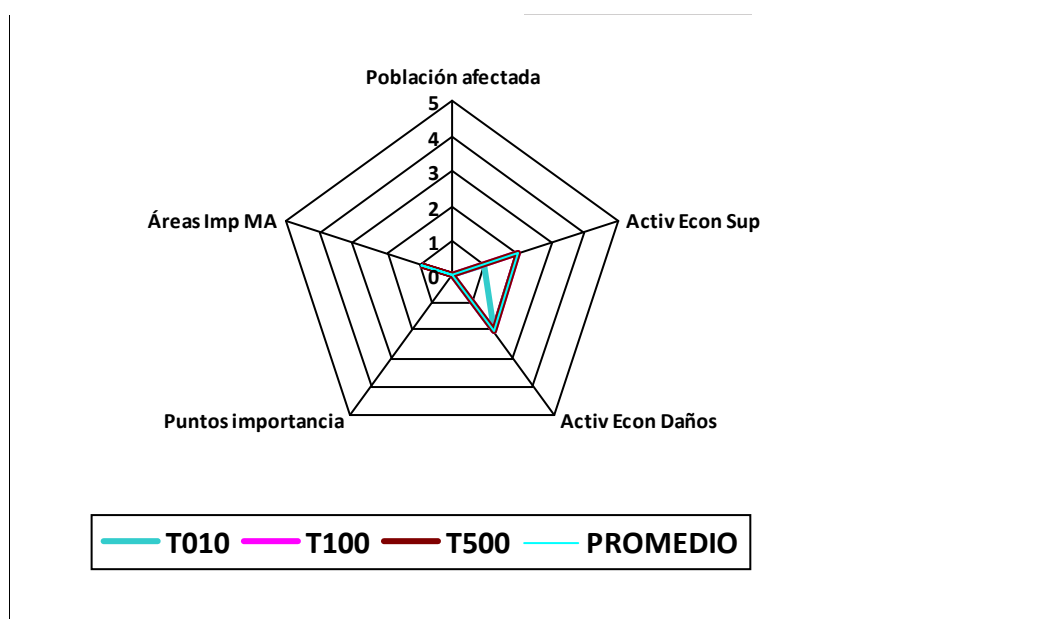 Población afectada
5
4
3
2
1
0
Áreas Imp MA
Activ Econ Sup
Puntos importancia
Activ Econ Daños
T010 T100 T500 PROMEDIO